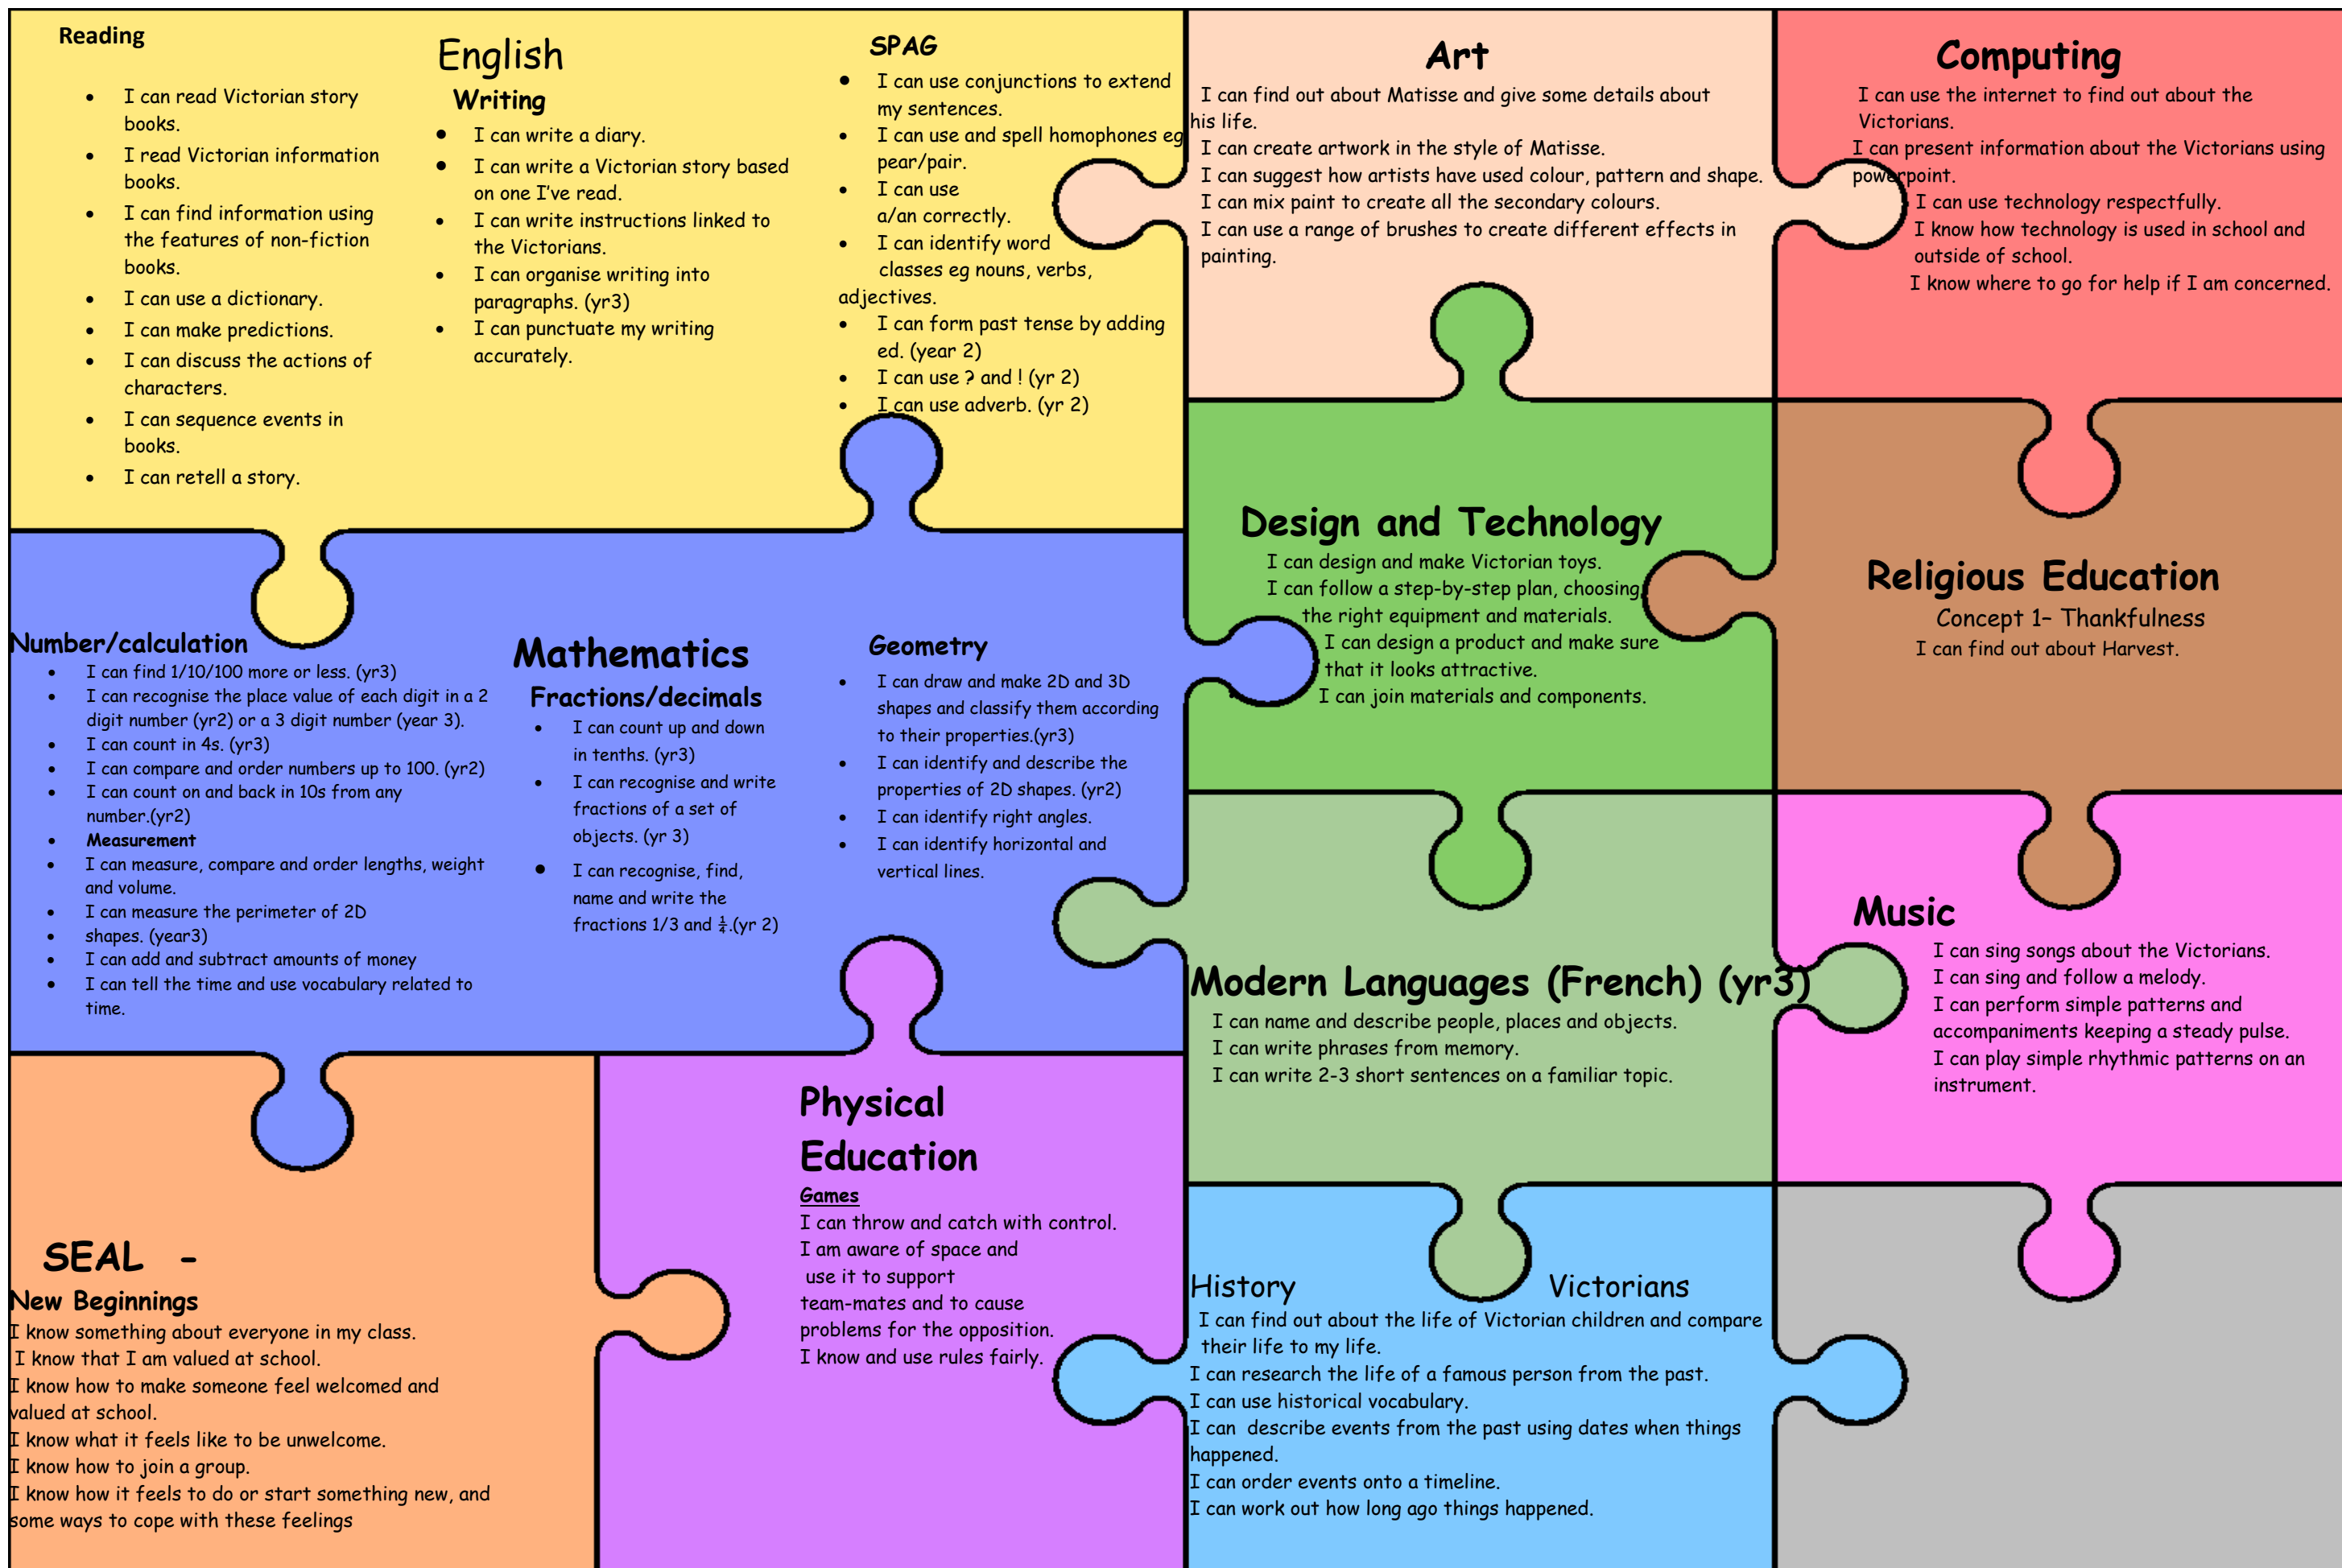 Reading
I can read Victorian story
books.
I read Victorian information
books.
I can find information using
the features of non-fiction
books.
I can use a dictionary.
I can make predictions.
I can discuss the actions of
characters.
I can sequence events in
books.
I can retell a story.
English
Writing
I can write a diary.
I can write a Victorian story based
on one I've read.
I can write instructions linked to
the Victorians.
I can organise writing into
paragraphs. (yr3)
I can punctuate my writing
accurately.
SPAG
I can use conjunctions to extend
my sentences.
I can use and spell homophones eg
pear/pair.
I can use
a/an correctly.
I can identify word
classes eg nouns, verbs,
adjectives.
I can form past tense by adding
ed. (year 2)
I can use ? and ! (yr 2)
I can use adverb. (yr 2)
Art
I can find out about Matisse and give some details about
his life.
I can create artwork in the style of Matisse.
I can suggest how artists have used colour, pattern and shape.
I can mix paint to create all the secondary colours.
I can use a range of brushes to create different effects in
painting.
Computing
I can use the internet to find out about the
Victorians.
I can present information about the Victorians using
powerpoint.
I can use technology respectfully.
I know how technology is used in school and
outside of school.
I know where to go for help if I am concerned.
Number/calculation
I can find 1/10/100 more or less. (yr3)
I can recognise the place value of each digit in a 2
digit number (yr2) or a 3 digit number (year 3).
I can count in 4s. (yr3)
I can compare and order numbers up to 100. (yr2)
I can count on and back in 10s from any
number.(yr2)
Measurement
I can measure, compare and order lengths, weight
and volume.
I can measure the perimeter of 2D
shapes. (year3)
I can add and subtract amounts of money
I can tell the time and use vocabulary related to
time.
Mathematics
Fractions/decimals
I can count up and down
in tenths. (yr3)
I can recognise and write
fractions of a set of
objects. (yr 3)
I can recognise, find,
name and write the
fractions 1/3 and ¼.(yr 2)
Geometry
I can draw and make 2D and 3D
shapes and classify them according
to their properties.(yr3)
I can identify and describe the
properties of 2D shapes. (yr2)
I can identify right angles.
I can identify horizontal and
vertical lines.
Design and Technology
I can design and make Victorian toys.
I can follow a step-by-step plan, choosing
the right equipment and materials.
I can design a product and make sure
that it looks attractive.
I can join materials and components.
Religious Education
Concept 1– Thankfulness
I can find out about Harvest.
Modern Languages (French) (yr3)
I can name and describe people, places and objects.
I can write phrases from memory.
I can write 2-3 short sentences on a familiar topic.
Music
I can sing songs about the Victorians.
I can sing and follow a melody.
I can perform simple patterns and
accompaniments keeping a steady pulse.
I can play simple rhythmic patterns on an
instrument.
SEAL -
New Beginnings
I know something about everyone in my class.
I know that I am valued at school.
I know how to make someone feel welcomed and
valued at school.
I know what it feels like to be unwelcome.
I know how to join a group.
I know how it feels to do or start something new, and
some ways to cope with these feelings
Physical
Education
Games
I can throw and catch with control.
I am aware of space and
use it to support
team-mates and to cause
problems for the opposition.
I know and use rules fairly.
History Victorians
I can find out about the life of Victorian children and compare
their life to my life.
I can research the life of a famous person from the past.
I can use historical vocabulary.
I can describe events from the past using dates when things
happened.
I can order events onto a timeline.
I can work out how long ago things happened.